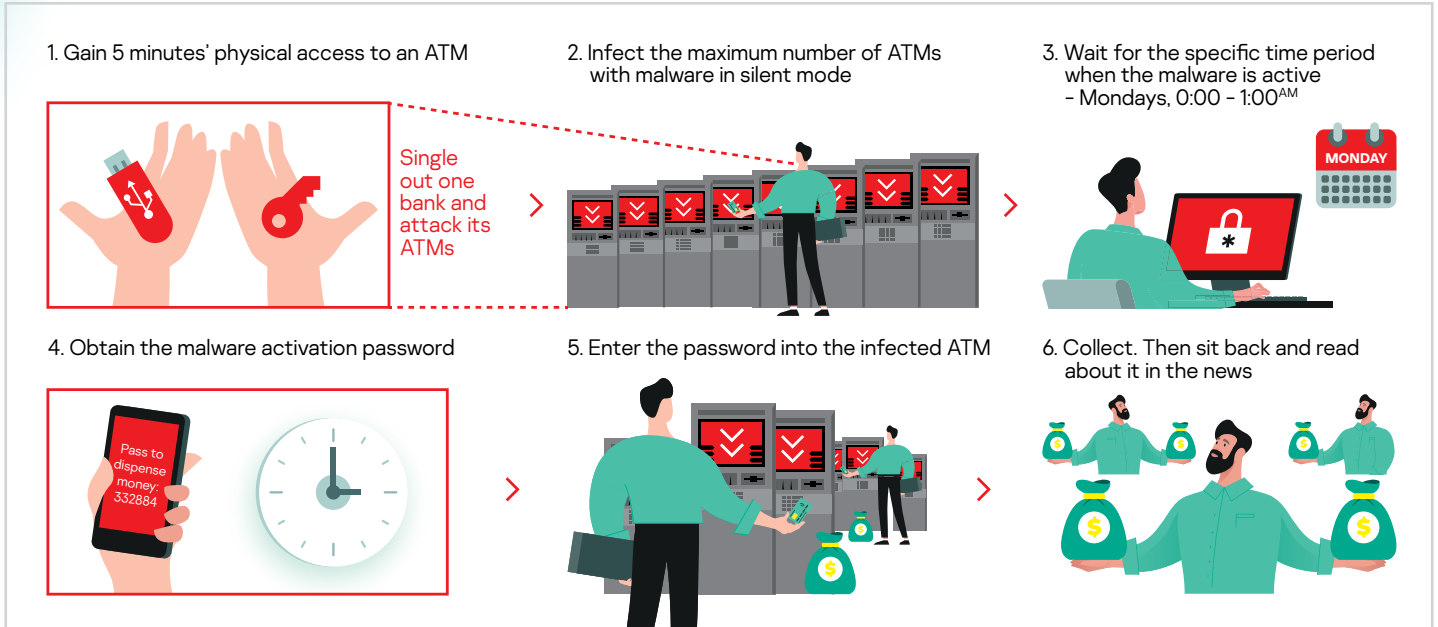 1. Gain 5 minutes' physical access to an ATM
Single
out one
bank and
attack its
ATMs
2. Infect the maximum number of ATMs
with malware in silent mode
3. Wait for the specific time period
when the malware is active
- Mondays, 0:00 - 1:00AM
MONDAY
*
4. Obtain the malware activation password
Pass to
dispense
money:
332884
5. Enter the password into the infected ATM
$
6. Collect. Then sit back and read
about it in the news
$
$
$
$
$